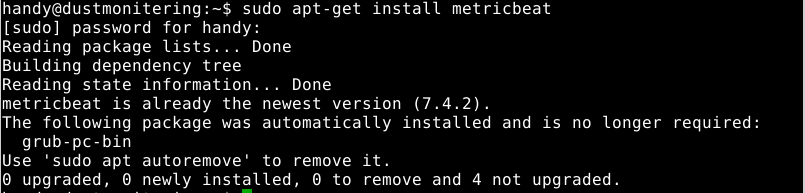 handy@dustmonitering:~$ sudo apt-get install metricbeat
[sudo] password for handy:
Reading package lists... Done
Building dependency tree
Reading state information... Done
metricbeat is already the newest version (7.4.2).
The following package was automatically installed and is no longer required:
  grub-pc-bin
Use 'sudo apt autoremove' to remove it.
0 upgraded, 0 newly installed, 0 to remove and 4 not upgraded.